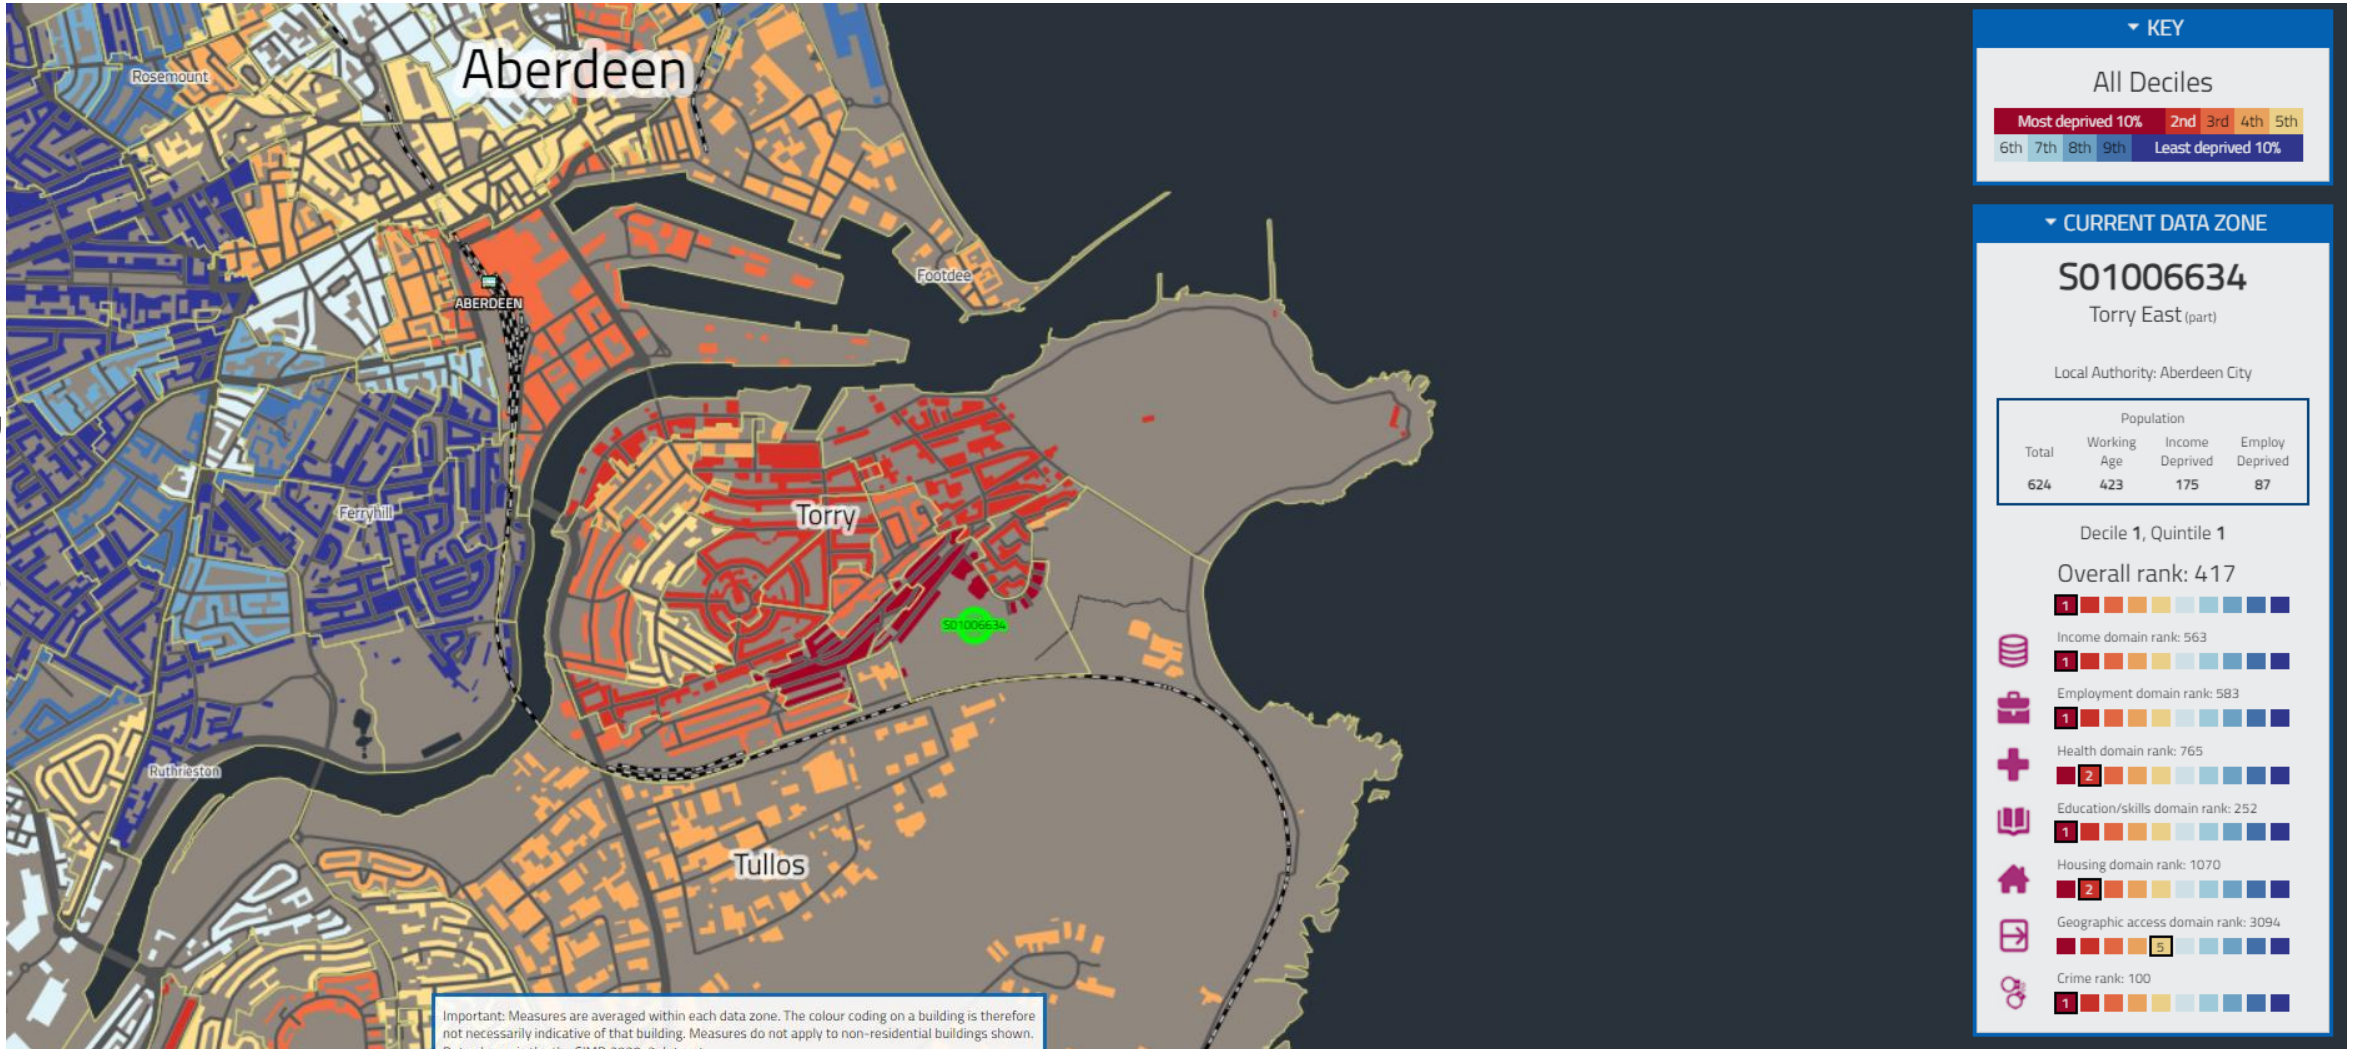 Aberdeen
Rosemount
Footdee
ABERDEEN
Torry
Ferryhill
S01006634
Ruthrieston
Tullos
Important: Measures are averaged within each data zone. The colour coding on a building is therefore
not necessarily indicative of that building. Measures do not apply to non-residential buildings shown.
KEY
All Deciles
Most deprived 10% 2nd 3rd 4th 5th
6th 7th 8th 9th Least deprived 10%
CURRENT DATA ZONE
S01006634
Torry East (part)
Local Authority: Aberdeen City
Population
Total Working Age Income Deprived Employ Deprived
624 423 175 87
Decile 1, Quintile 1
Overall rank: 417
1
Income domain rank: 563
1
Employment domain rank: 583
1
Health domain rank: 765
2
Education/skills domain rank: 252
1
Housing domain rank: 1070
2
Geographic access domain rank: 3094
5
Crime rank: 100
1